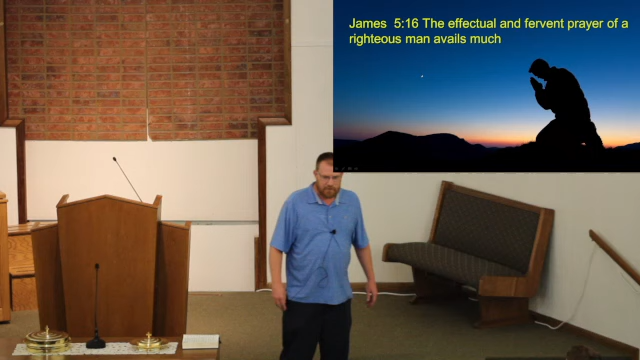 James 5:16 The effectual and fervent prayer of a
righteous man avails much